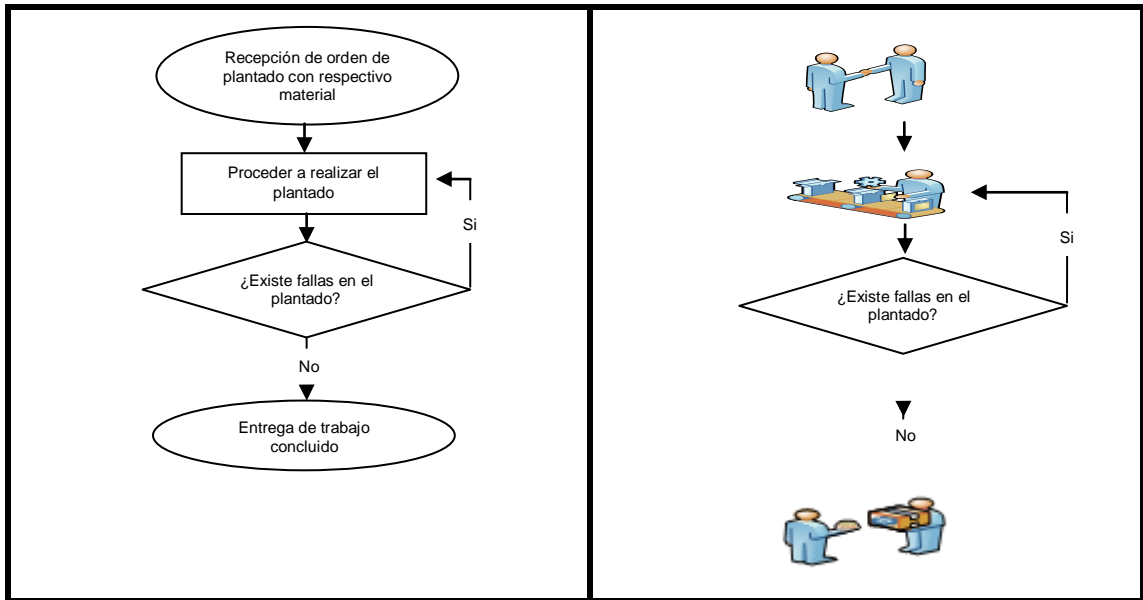 Recepción de orden de
plantado con respectivo
material
Proceder a realizar el
plantado
Si
¿Existe fallas en el
plantado?
No
Entrega de trabajo
concluido
Si
¿Existe fallas en el
plantado?
No